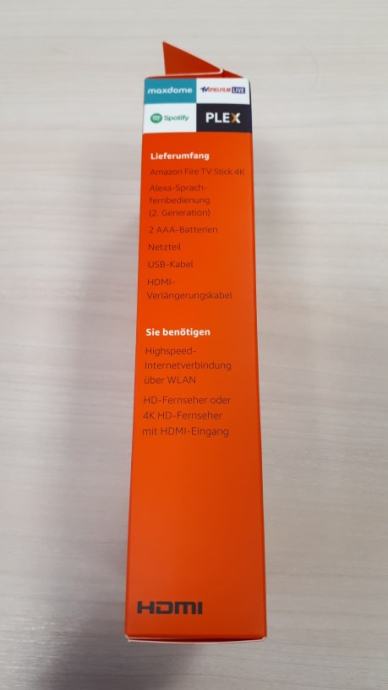 maxdome
TVSPIELFILM LIVE
Spotify
PLEX
Lieferumfang
Amazon Fire TV Stick 4K
Alexa-Sprach-
fernbedienung
(2. Generation)
2 AAA-Batterien
Netzteil
USB-Kabel
HDMI-
Verlängerungskabel
Sie benötigen
Highspeed-
Internetverbindung
über WLAN
HD-Fernseher oder
4K HD-Fernseher
mit HDMI-Eingang
HDMI